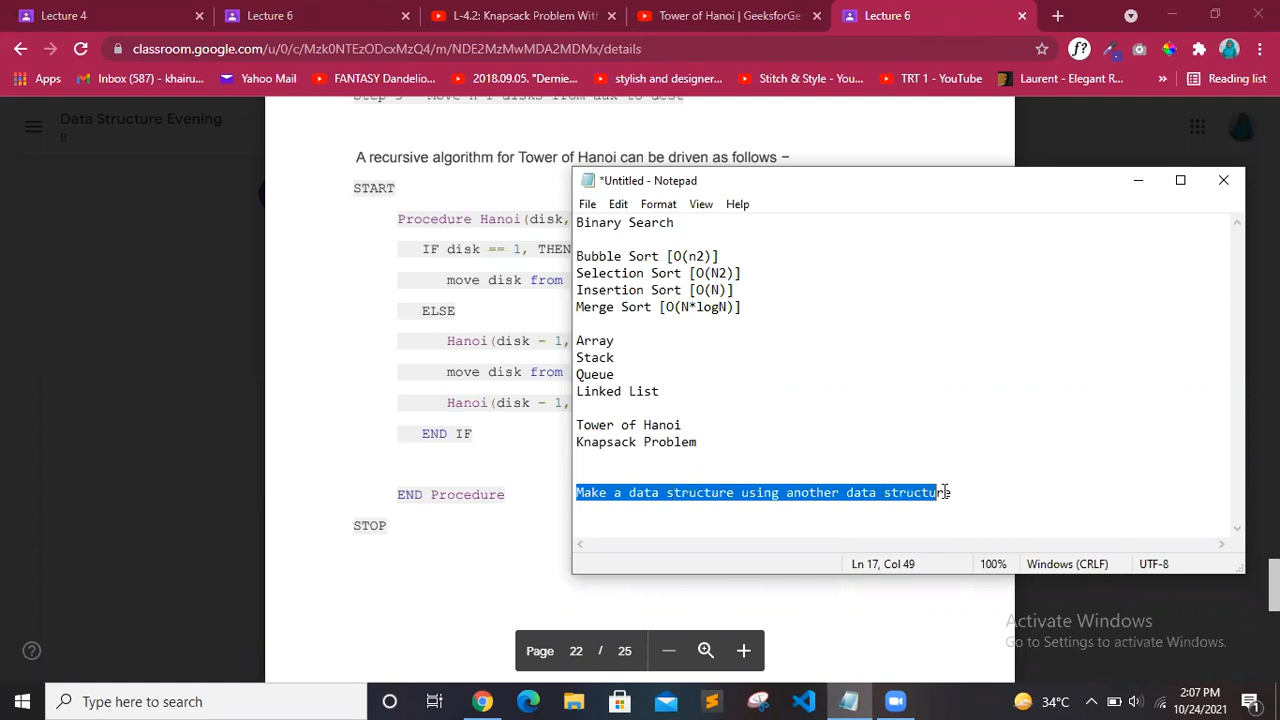 Lecture 4
Lecture 6
L-4.2: Knapsack Problem With
Tower of Hanoi | GeeksforGe
Lecture 6
classroom.google.com/u/0/c/Mzk0NTEzODcxMzQ4/m/NDE2MzMwMDA2MDMx/details
Apps
Inbox (587) - khairu...
Yahoo Mail
FANTASY Dandelio...
2018.09.05. "Dernie...
stylish and designer...
Stitch & Style - You...
TRT 1 - YouTube
Laurent - Elegant R...
»
Reading list
Data Structure Evening
B
A recursive algorithm for Tower of Hanoi can be driven as follows −
START
Procedure Hanoi(disk,
IF disk == 1, THEN
move disk from
ELSE
Hanoi(disk - 1,
move disk from
Hanoi(disk - 1,
END IF
END Procedure
STOP
*Untitled - Notepad
File Edit Format View Help
Binary Search
Bubble Sort [O(n2)]
Selection Sort [O(N2)]
Insertion Sort [O(N)]
Merge Sort [O(N*logN)]
Array
Stack
Queue
Linked List
Tower of Hanoi
Knapsack Problem
Make a data structure using another data structure
Ln 17, Col 49
100%
Windows (CRLF)
UTF-8
Activate Windows
Go to Settings to activate Windows.
Page 22 / 25
Type here to search
34°C
2:07 PM
10/24/2021